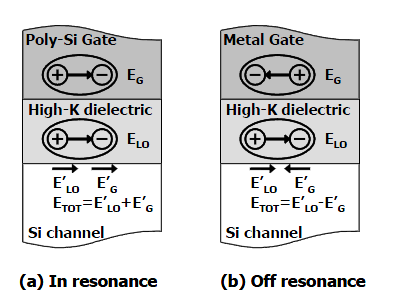 Poly-Si Gate
+ → − E_G
High-K dielectric
+ → − E_LO
E′_LO E′_G
E_TOT=E′_LO+E′_G
Si channel
(a) In resonance
Metal Gate
− ← + E_G
High-K dielectric
+ → − E_LO
E′_LO E′_G
E_TOT=E′_LO-E′_G
Si channel
(b) Off resonance